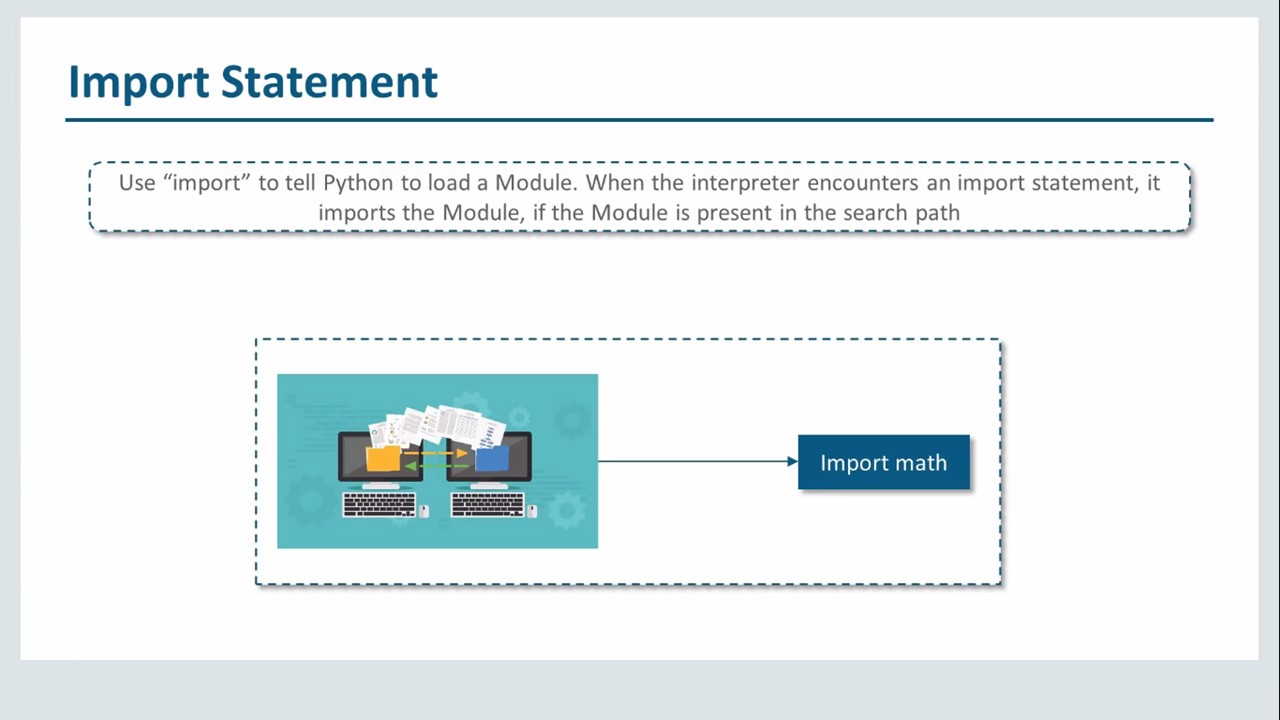 Import Statement
Use “import” to tell Python to load a Module. When the interpreter encounters an import statement, it
imports the Module, if the Module is present in the search path
Import math